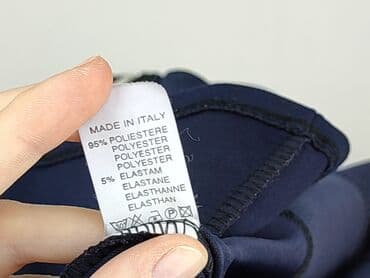 MADE IN ITALY
95% POLIESTERE
POLYESTER
POLYESTER
POLYESTER
5% ELASTAM
ELASTANE
ELASTHANNE
ELASTHAN